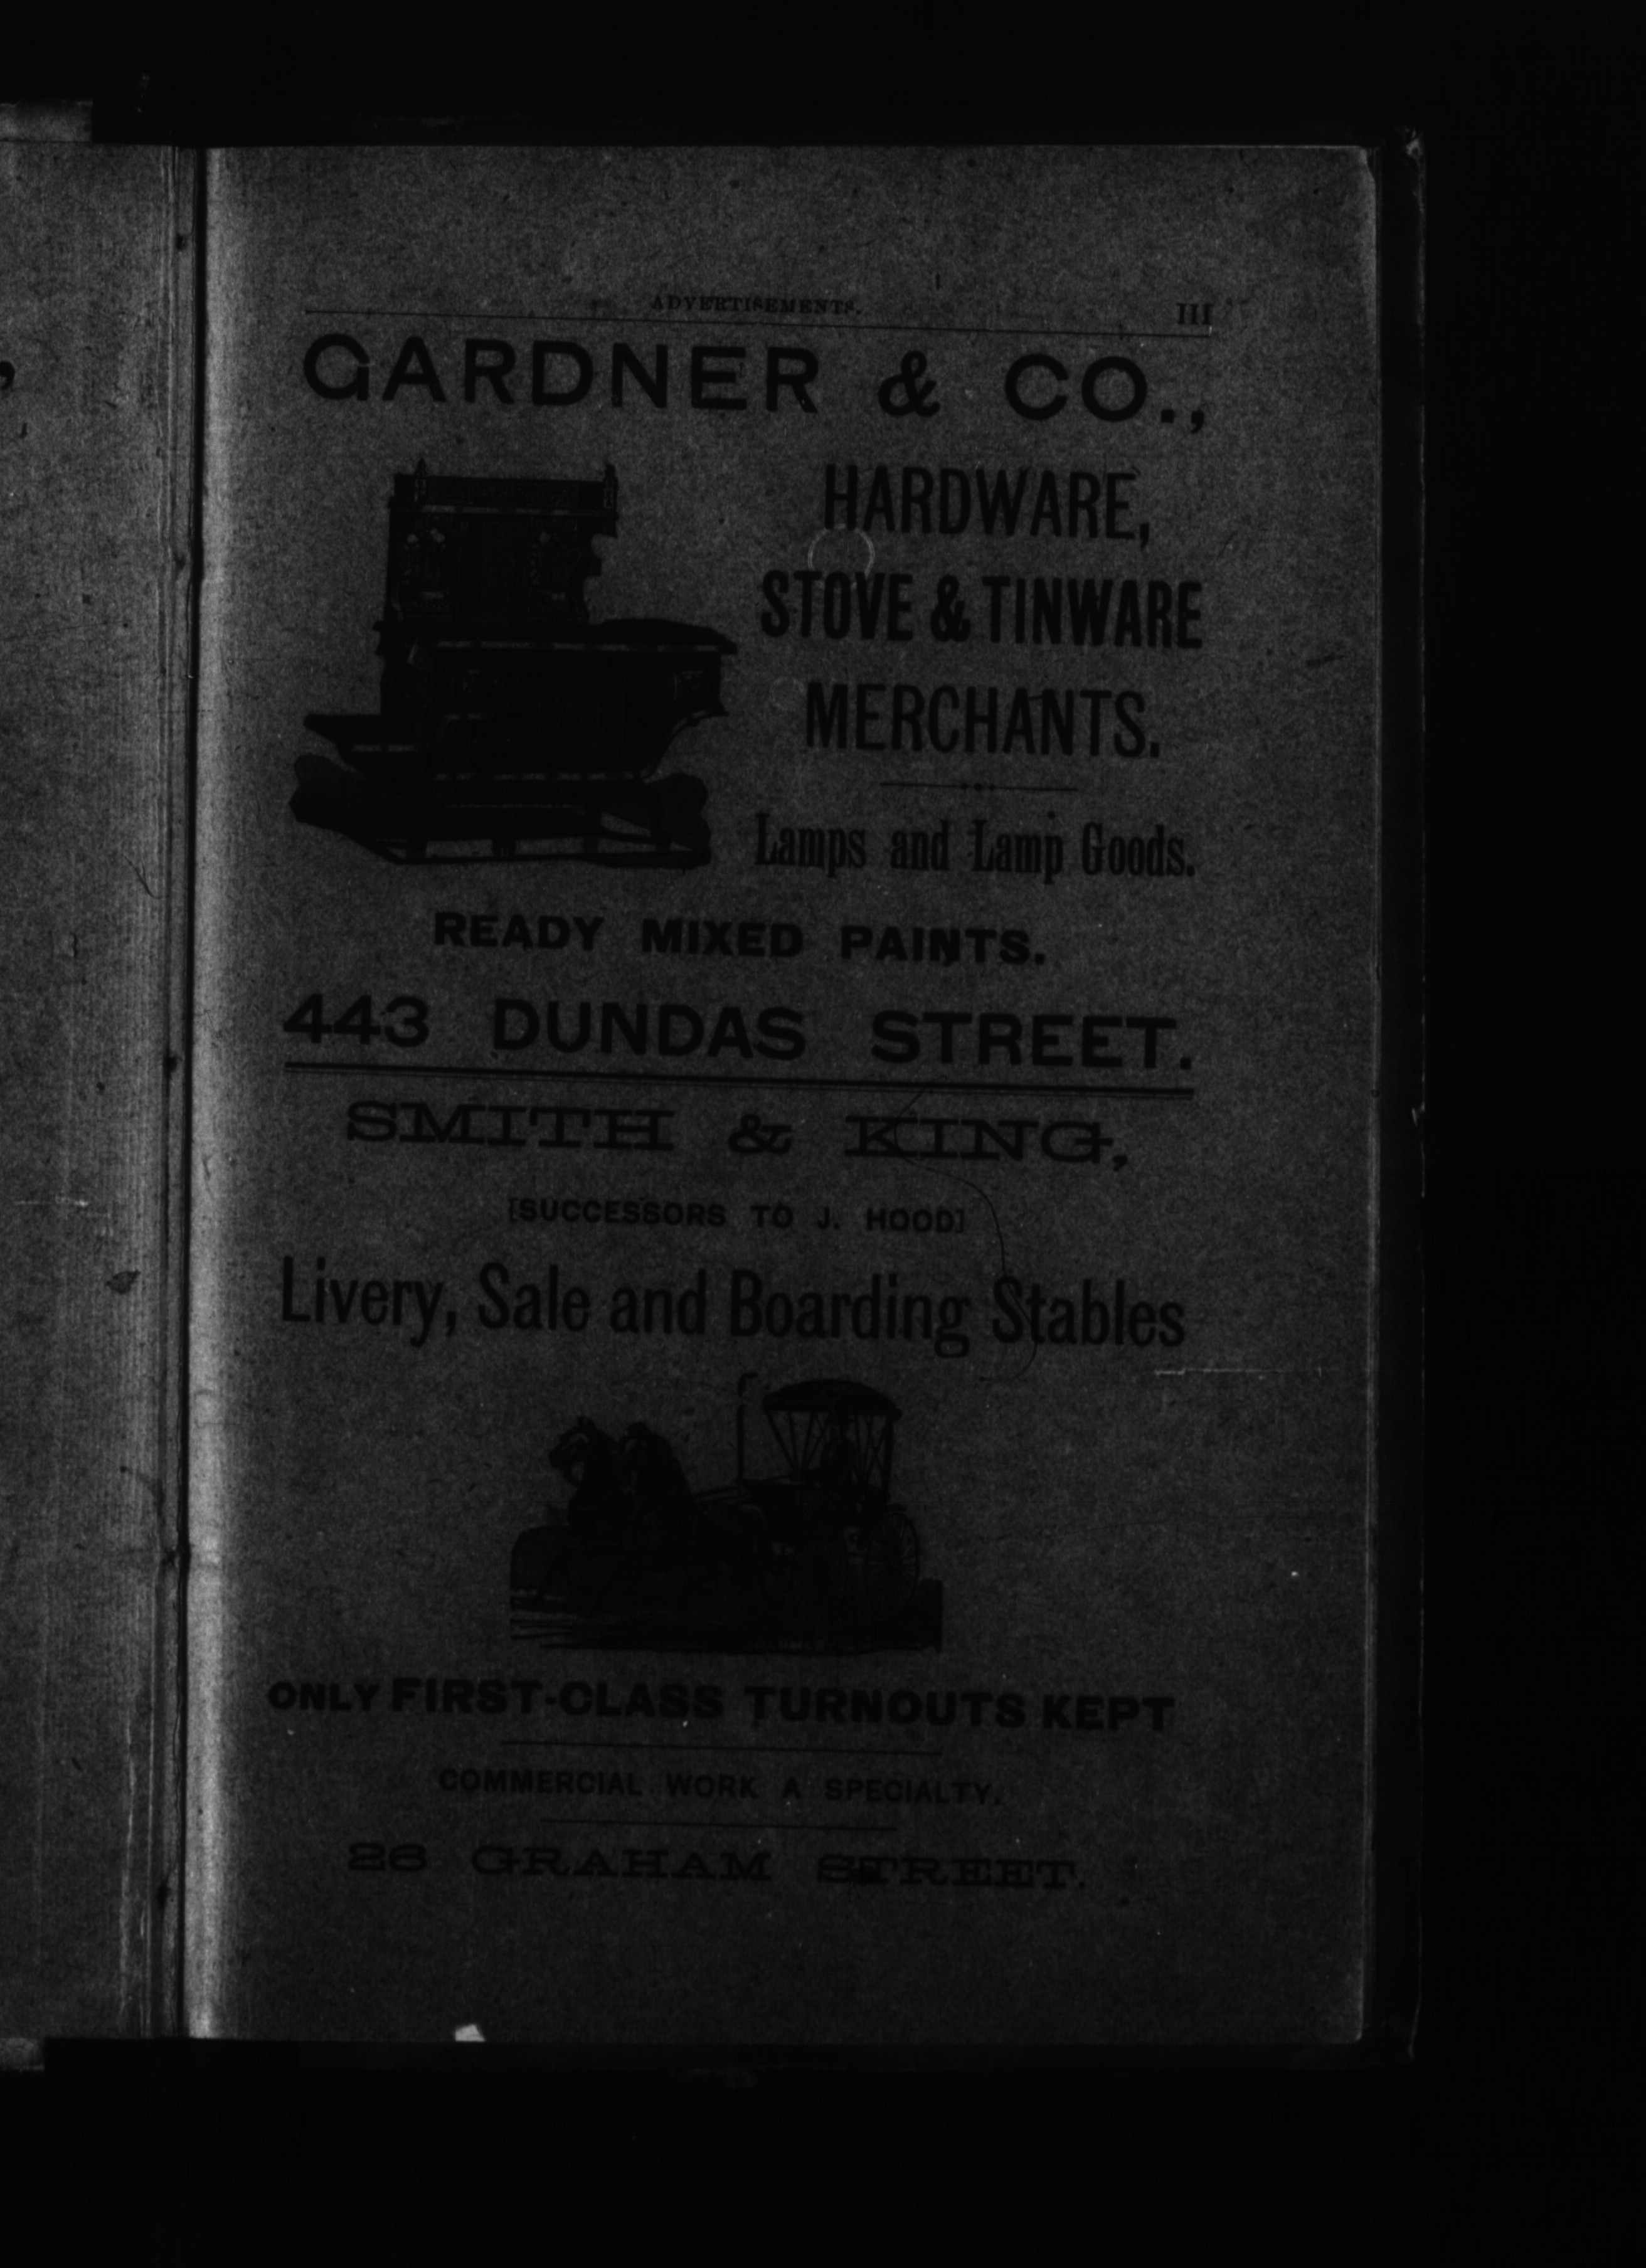 ADVERTISEMENTS. III
GARDNER & CO.,
HARDWARE,
STOVE & TINWARE
MERCHANTS.
Lamps and Lamp Goods.
READY MIXED PAINTS.
443 DUNDAS STREET.
SMITH & KING,
[SUCCESSORS TO J. HOOD]
Livery, Sale and Boarding Stables
ONLY FIRST-CLASS TURNOUTS KEPT
COMMERCIAL WORK A SPECIALTY.
26 GRAHAM STREET.